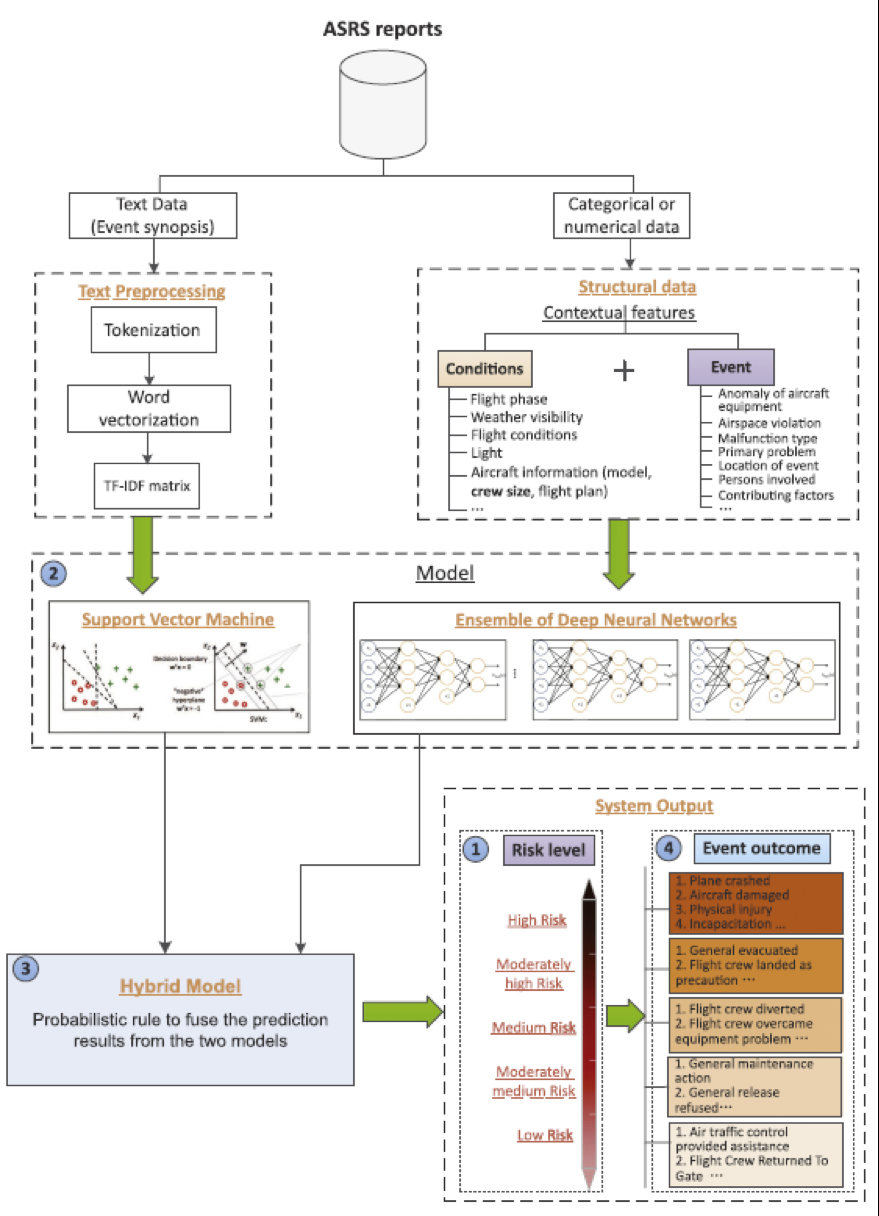 ASRS reports
Text Data
(Event synopsis)
Categorical or
numerical data
Text Preprocessing
Tokenization
Word
vectorization
TF-IDF matrix
Structural data
Contextual features
Conditions
+
Event
Flight phase
Weather visibility
Flight conditions
Light
Aircraft information (model,
crew size, flight plan)
...
Anomaly of aircraft
equipment
Airspace violation
Malfunction type
Primary problem
Location of event
Persons involved
Contributing factors
...
2
Model
Support Vector Machine
Decision boundary
"negative"
hyperplane
SVMs
W
Ensemble of Deep Neural Networks
3
Hybrid Model
Probabilistic rule to fuse the prediction
results from the two models
System Output
1
Risk level
High Risk
Moderately
high Risk
Medium Risk
Moderately
medium Risk
Low Risk
4
Event outcome
1. Plane crashed
2. Aircraft damaged
3. Physical injury
4. Incapacitation ...
1. General evacuated
2. Flight crew landed as
precaution ···
1. Flight crew diverted
2. Flight crew overcame
equipment problem ···
1. General maintenance
action
2. General release
refused···
1. Air traffic control
provided assistance
2. Flight Crew Returned To
Gate ···